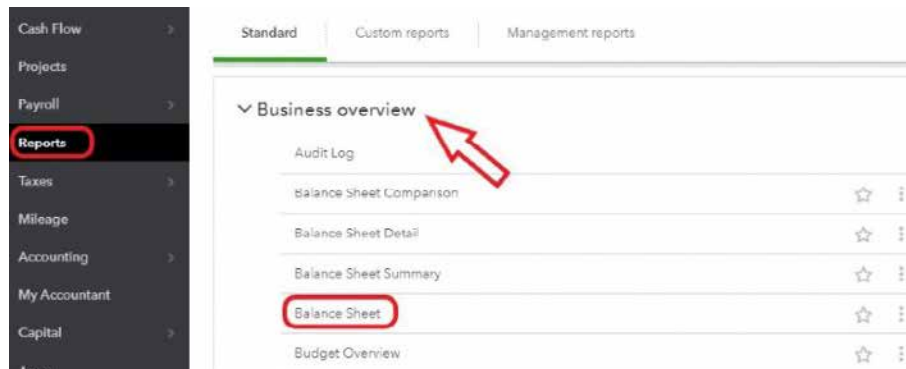 Cash Flow
Projects
Payroll
Reports
Taxes
Mileage
Accounting
My Accountant
Capital
Standard Custom reports Management reports
Business overview
Audit Log
Balance Sheet Comparison
Balance Sheet Detail
Balance Sheet Summary
Balance Sheet
Budget Overview